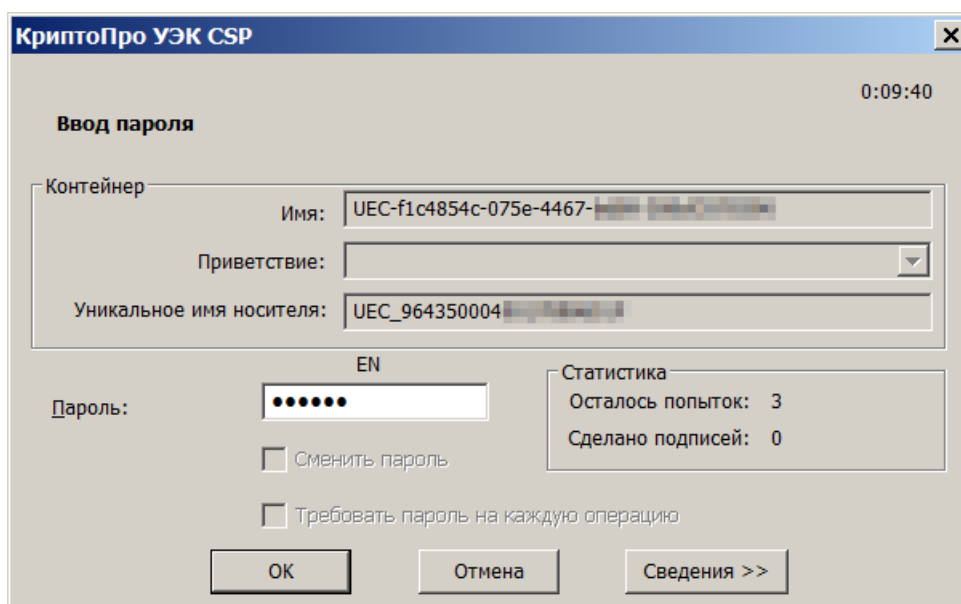 КриптоПро УЭК CSP
0:09:40
Ввод пароля
Контейнер
Имя: UEC-f1c4854c-075e-4467-
Приветствие:
Уникальное имя носителя: UEC_964350004
EN
Пароль: ●●●●●●
Статистика
Осталось попыток: 3
Сделано подписей: 0
Сменить пароль
Требовать пароль на каждую операцию
OK Отмена Сведения >>